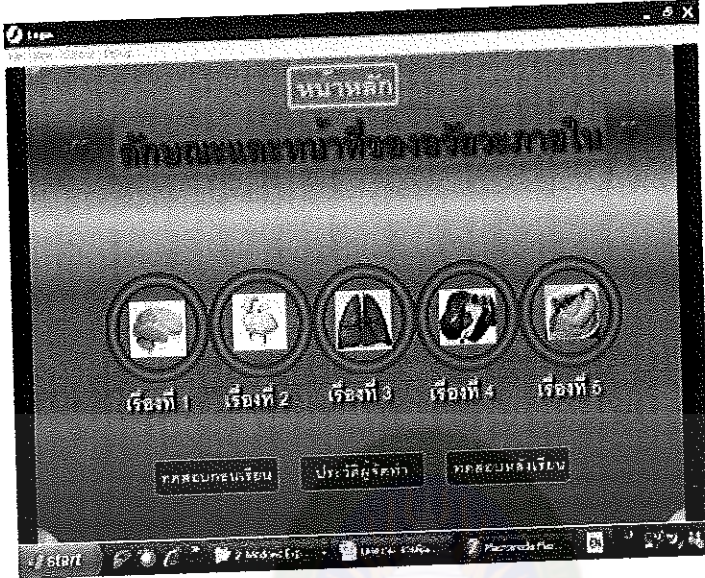 หน้าหลัก
ลักษณะและหน้าที่ของอวัยวะภายใน
เรื่องที่ 1 เรื่องที่ 2 เรื่องที่ 3 เรื่องที่ 4 เรื่องที่ 5
ทดสอบก่อนเรียน ประวัติผู้จัดทำ ทดสอบหลังเรียน
start EN